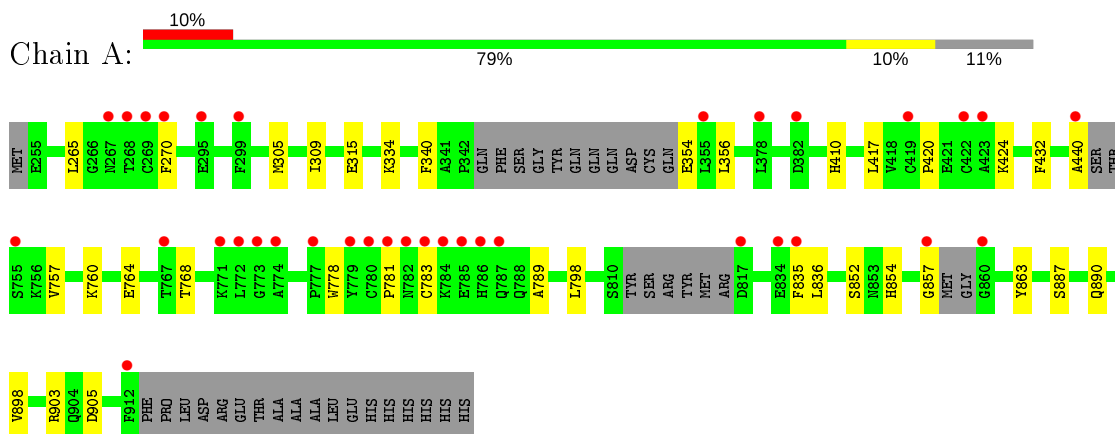 10%
Chain A:
79% 10% 11%
MET E255 L265 G266 N267 T268 C269 F270 E295 F299 M305 I309 E315 K334 F340 A341 P342 GLN PHE SER GLY TYR GLN GLN GLN ASP CYS GLN E354 L355 L356 L378 D382 H410 L417 V418 C449 P420 E421 C422 A423 K424 F432 A440 SER THR
S755 K756 V757 K760 E764 T767 T768 K771 L772 G773 A774 P777 W778 Y779 C780 P781 N782 C783 K784 E785 H786 Q787 Q788 A789 L798 S810 TYR SER ARG TYR MET ARG D817 E834 F835 L836 S852 N853 H854 G857 MET GLY G860 Y863 S887 Q890
V898 R903 Q904 D905 F912 PHE PRO LEU ASP ARG GLU THR ALA ALA ALA LEU GLU HIS HIS HIS HIS HIS HIS